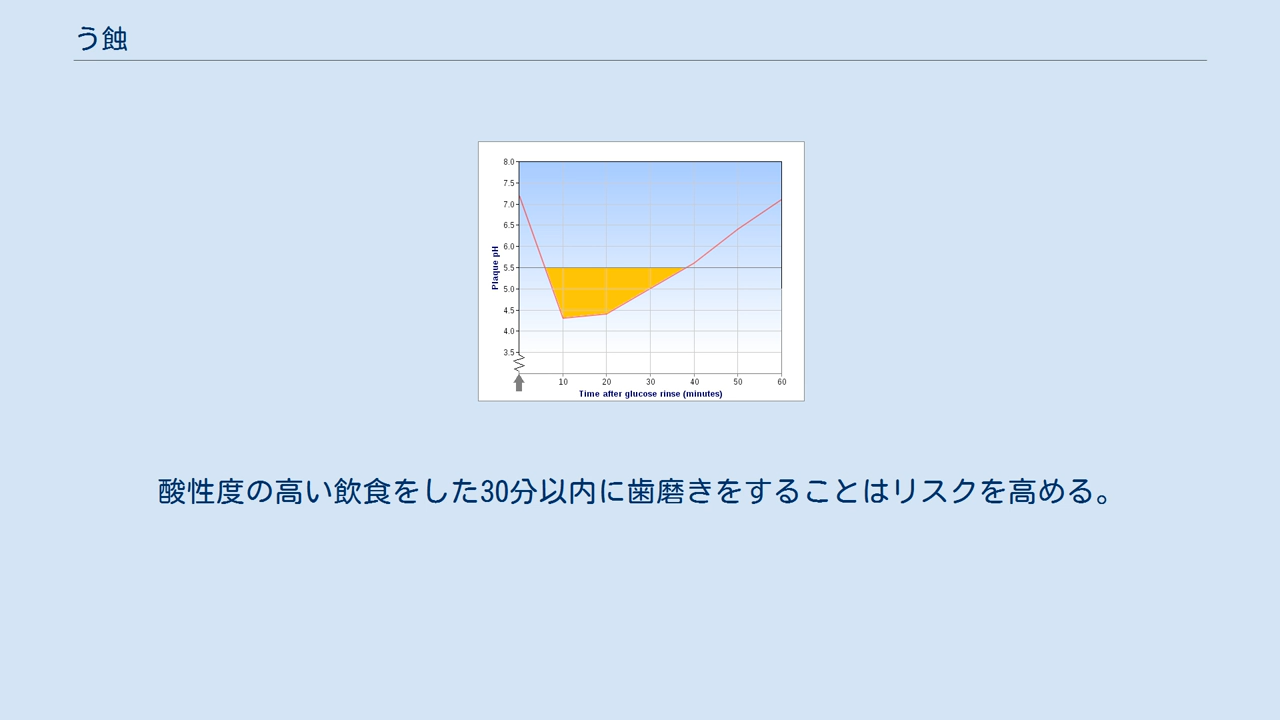 う蝕
8.0
7.5
7.0
6.5
6.0
5.5
5.0
4.5
4.0
3.5
Plaque pH
10 20 30 40 50 60
Time after glucose rinse (minutes)
酸性度の高い飲食をした30分以内に歯磨きをすることはリスクを高める。